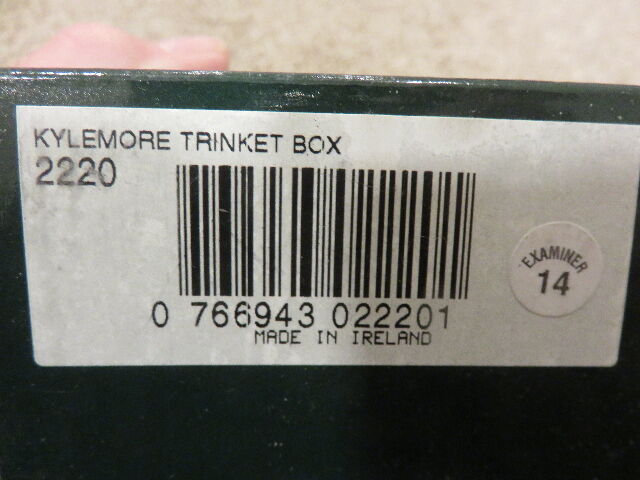 KYLEMORE TRINKET BOX
2220
EXAMINER
14
0 766943 022201
MADE IN IRELAND